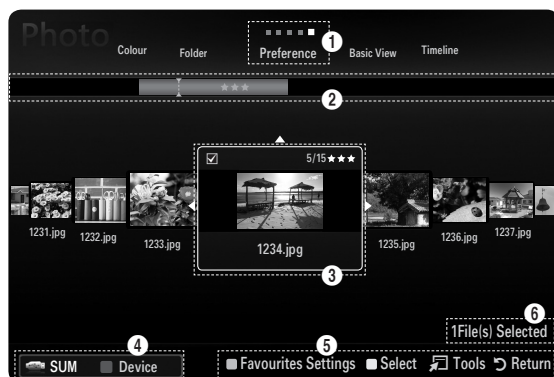 Photo
Colour Folder Preference Basic View Timeline
1
2
5/15★★★
1231.jpg 1232.jpg 1233.jpg 1234.jpg 1235.jpg 1236.jpg 1237.jpg
3
6
1File(s) Selected
4 5
SUM Device Favourites Settings Select Tools Return